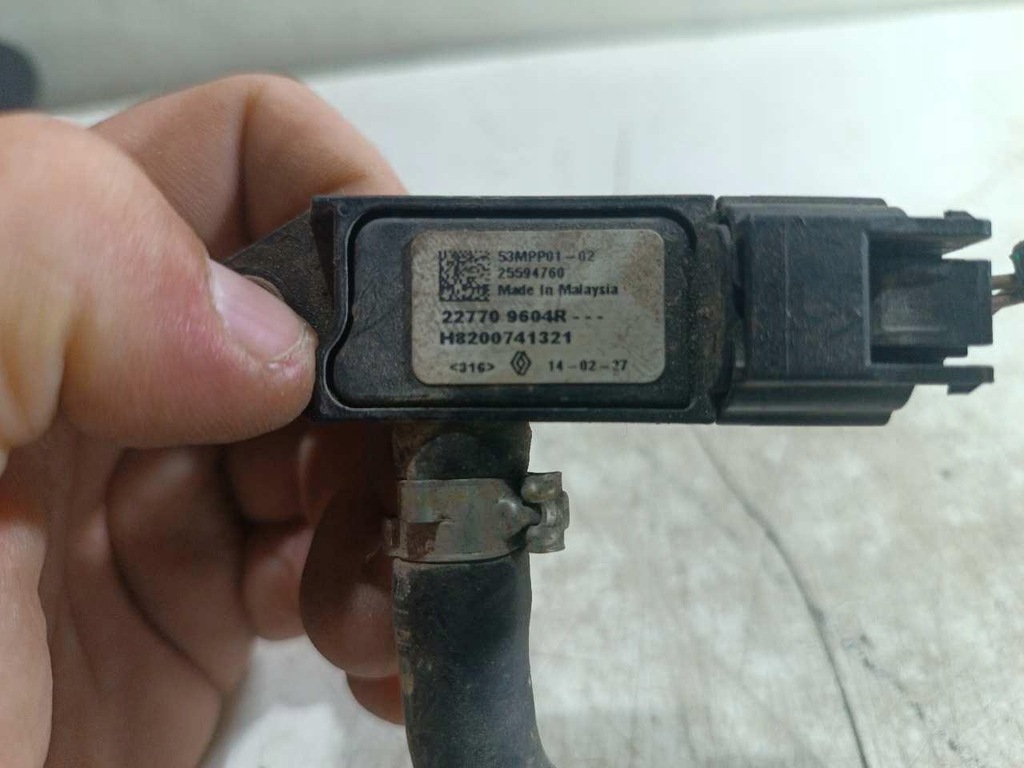 53MPP01-02
25594760
Made In Malaysia
22770 9604R---
H8200741321
<316> 14-02-27